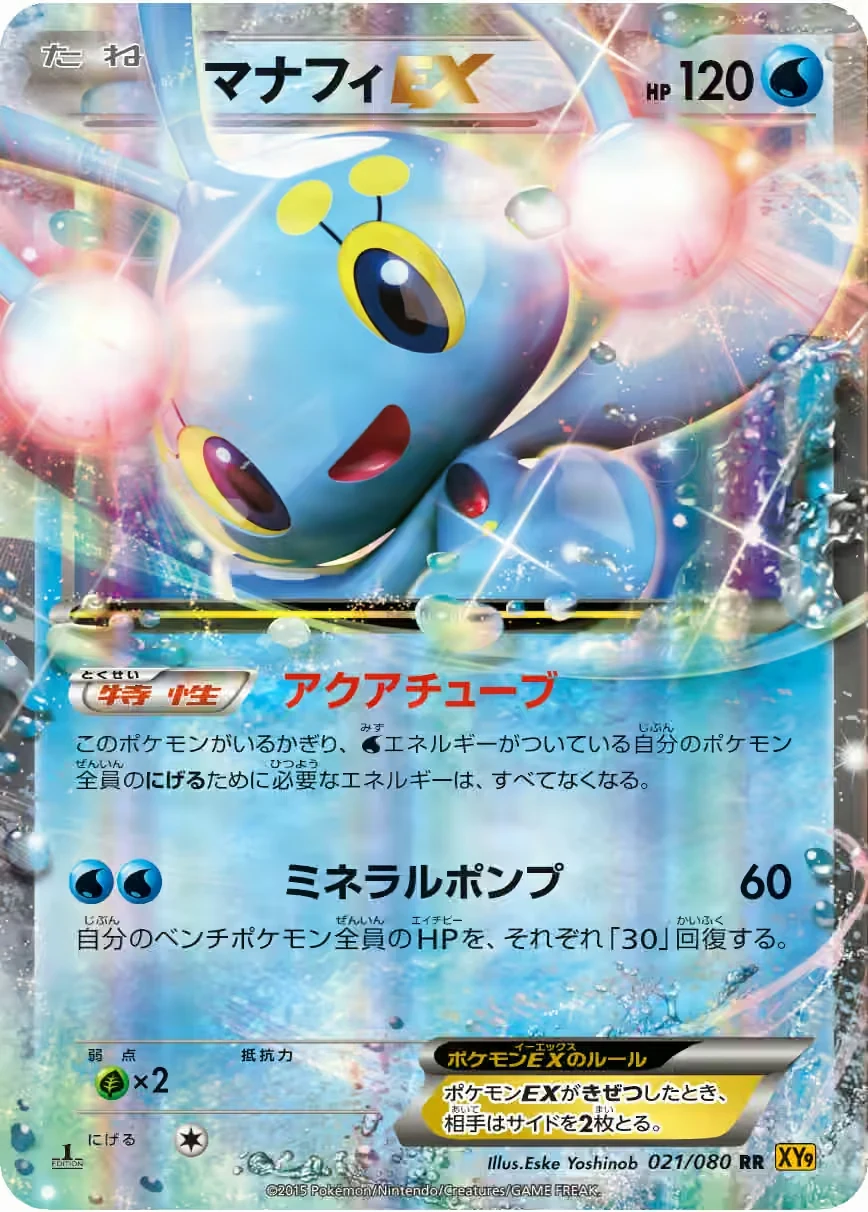 たね
マナフィEX
HP 120
とくせい
特性
アクアチューブ
みず じぶん
このポケモンがいるかぎり、エネルギーがついている自分のポケモン
ぜんいん ひつよう
全員のにげるために必要なエネルギーは、すべてなくなる。
ミネラルポンプ 60
じぶん ぜんいん エイチピー かいふく
自分のベンチポケモン全員のHPを、それぞれ「30」回復する。
弱点 抵抗力
×2
にげる
イーエックス
ポケモンEXのルール
ポケモンEXがきぜつしたとき、
あいて まい
相手はサイドを2枚とる。
1
EDITION
Illus.Eske Yoshinob 021/080 RR XY9
©2015 Pokémon/Nintendo/Creatures/GAME FREAK.